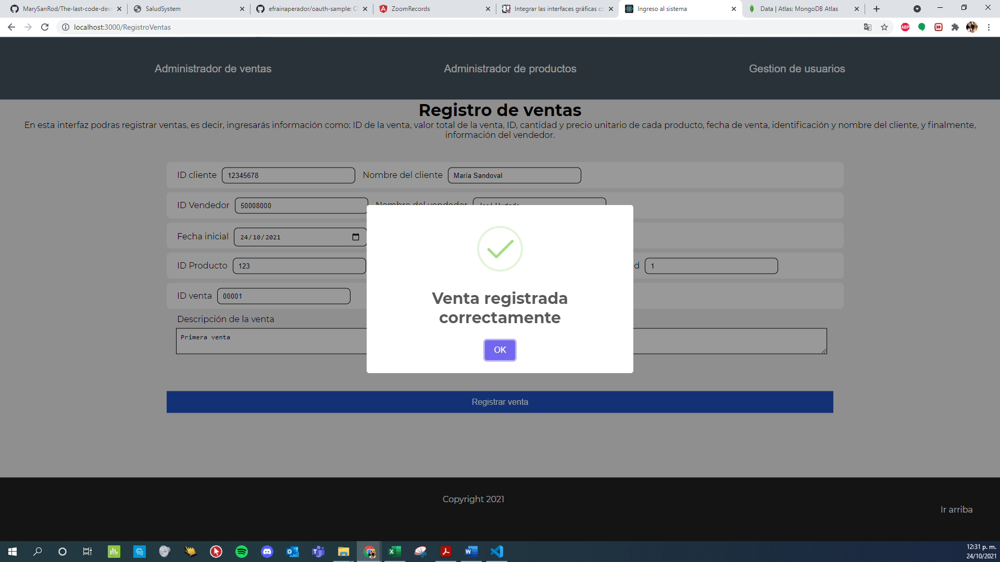 MarySanRod/The-last-code-dev
SaludSystem
efrainaperador/oauth-sample: C
ZoomRecords
Integrar las interfaces gráficas co
Ingreso al sistema
Data | Atlas: MongoDB Atlas
localhost:3000/RegistroVentas
ABP
Administrador de ventas
Administrador de productos
Gestion de usuarios
Registro de ventas
En esta interfaz podras registrar ventas, es decir, ingresarás información como: ID de la venta, valor total de la venta, ID, cantidad y precio unitario de cada producto, fecha de venta, identificación y nombre del cliente, y finalmente,
información del vendedor.
ID cliente 12345678 Nombre del cliente María Sandoval
ID Vendedor 50008000 Nombre del vendedor José Hurtado
Fecha inicial 24/10/2021
ID Producto 123 d 1
ID venta 00001
Descripción de la venta
Primera venta
Venta registrada
correctamente
OK
Registrar venta
Copyright 2021
Ir arriba
12:31 p. m.
24/10/2021